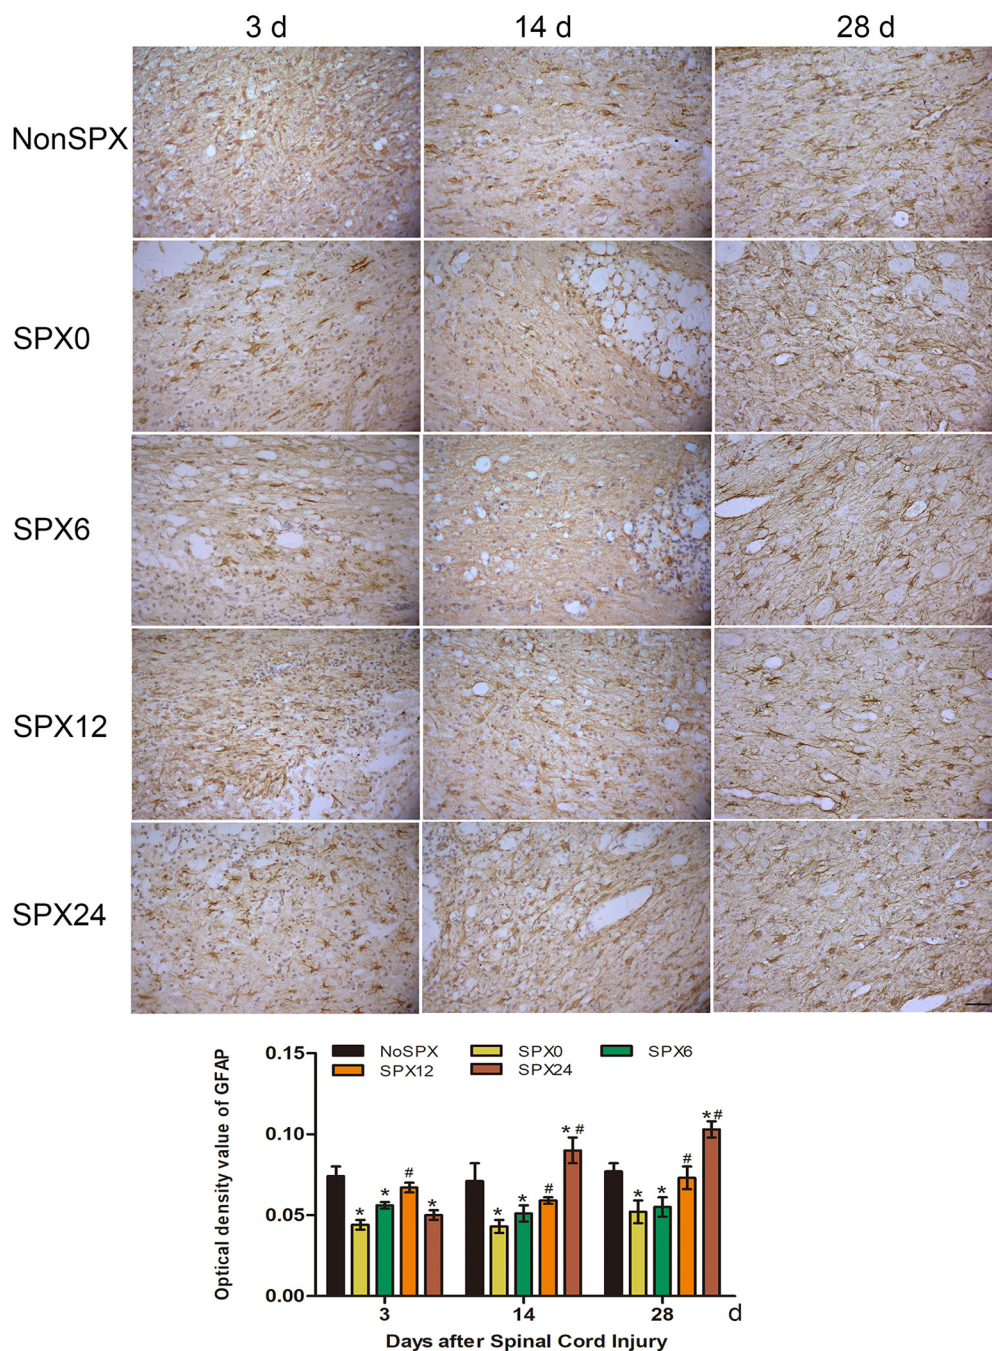 3 d 14 d 28 d
NonSPX
SPX0
SPX6
SPX12
SPX24
Optical density value of GFAP
0.15
0.10
0.05
0.00
NoSPX SPX0 SPX6
SPX12 SPX24
* * # *
* * # * #
* * # *#
3 14 28 d
Days after Spinal Cord Injury